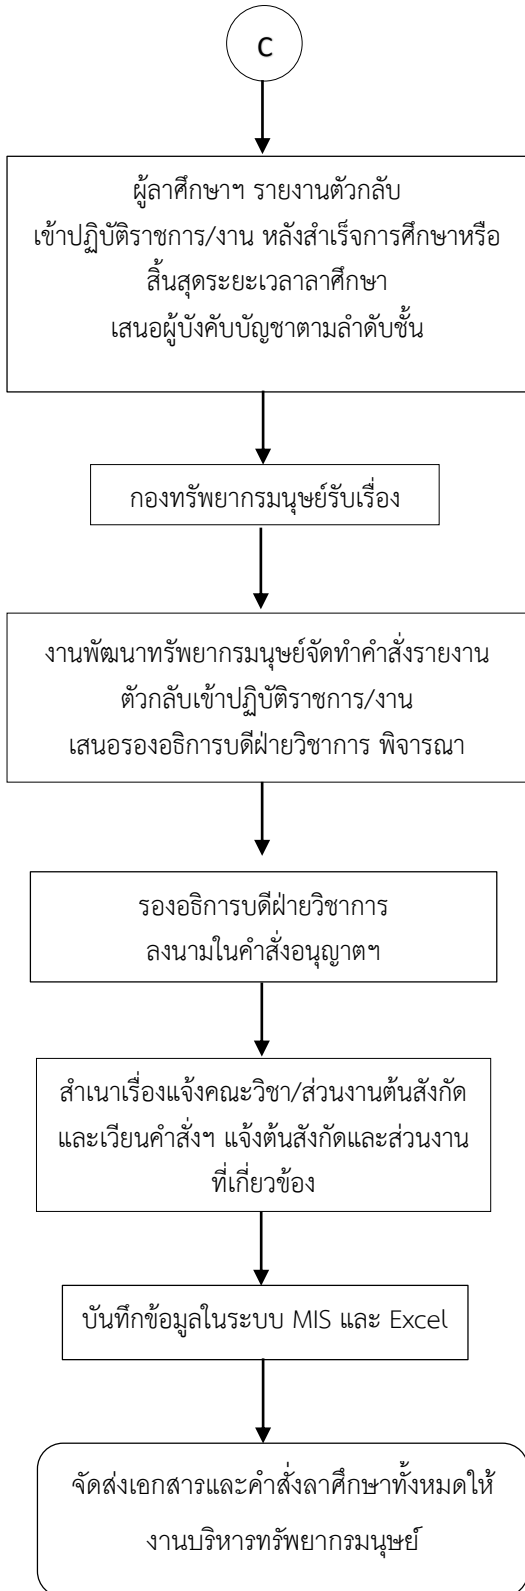 C
ผู้ลาศึกษาฯ รายงานตัวกลับ
เข้าปฏิบัติราชการ/งาน หลังสำเร็จการศึกษาหรือ
สิ้นสุดระยะเวลาลาศึกษา
เสนอผู้บังคับบัญชาตามลำดับชั้น
กองทรัพยากรมนุษย์รับเรื่อง
งานพัฒนาทรัพยากรมนุษย์จัดทำคำสั่งรายงาน
ตัวกลับเข้าปฏิบัติราชการ/งาน
เสนอรองอธิการบดีฝ่ายวิชาการ พิจารณา
รองอธิการบดีฝ่ายวิชาการ
ลงนามในคำสั่งอนุญาตฯ
สำเนาเรื่องแจ้งคณะวิชา/ส่วนงานต้นสังกัด
และเวียนคำสั่งฯ แจ้งต้นสังกัดและส่วนงาน
ที่เกี่ยวข้อง
บันทึกข้อมูลในระบบ MIS และ Excel
จัดส่งเอกสารและคำสั่งลาศึกษาทั้งหมดให้
งานบริหารทรัพยากรมนุษย์